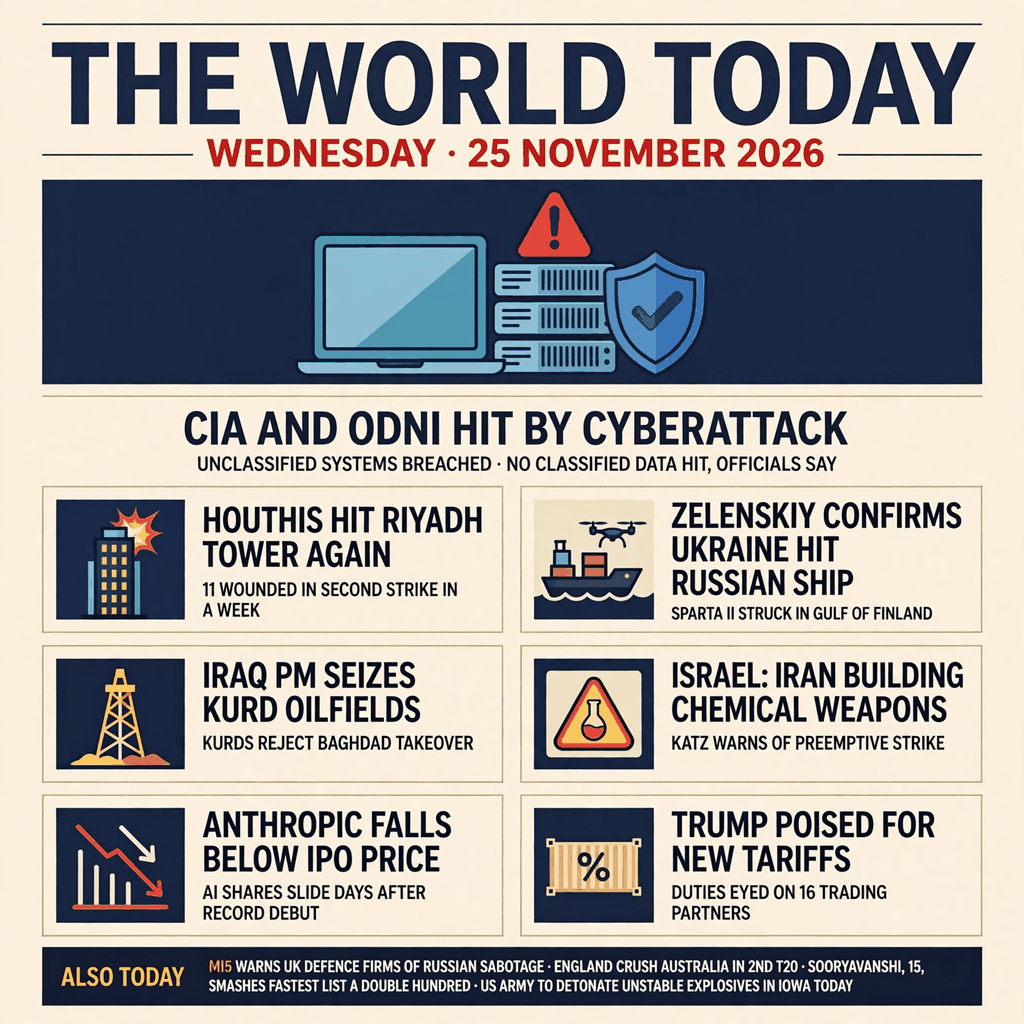 THE WORLD TODAY
WEDNESDAY · 25 NOVEMBER 2026
CIA AND ODNI HIT BY CYBERATTACK
UNCLASSIFIED SYSTEMS BREACHED · NO CLASSIFIED DATA HIT, OFFICIALS SAY
HOUTHIS HIT RIYADH
TOWER AGAIN
11 WOUNDED IN SECOND STRIKE IN
A WEEK
ZELENSKIY CONFIRMS
UKRAINE HIT
RUSSIAN SHIP
SPARTA II STRUCK IN GULF OF FINLAND
IRAQ PM SEIZES
KURD OILFIELDS
KURDS REJECT BAGHDAD TAKEOVER
ISRAEL: IRAN BUILDING
CHEMICAL WEAPONS
KATZ WARNS OF PREEMPTIVE STRIKE
ANTHROPIC FALLS
BELOW IPO PRICE
AI SHARES SLIDE DAYS AFTER
RECORD DEBUT
%
TRUMP POISED FOR
NEW TARIFFS
DUTIES EYED ON 16 TRADING
PARTNERS
ALSO TODAY
MI5 WARNS UK DEFENCE FIRMS OF RUSSIAN SABOTAGE · ENGLAND CRUSH AUSTRALIA IN 2ND T20 · SOORYAVANSHI, 15,
SMASHES FASTEST LIST A DOUBLE HUNDRED · US ARMY TO DETONATE UNSTABLE EXPLOSIVES IN IOWA TODAY